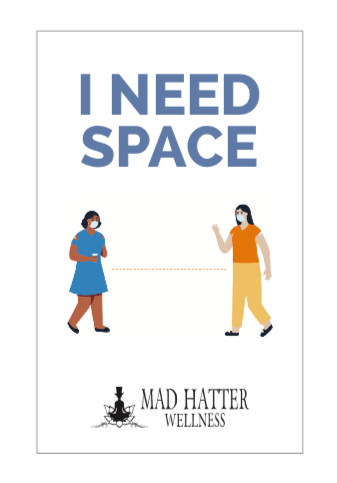 I NEED
SPACE
MAD HATTER
WELLNESS